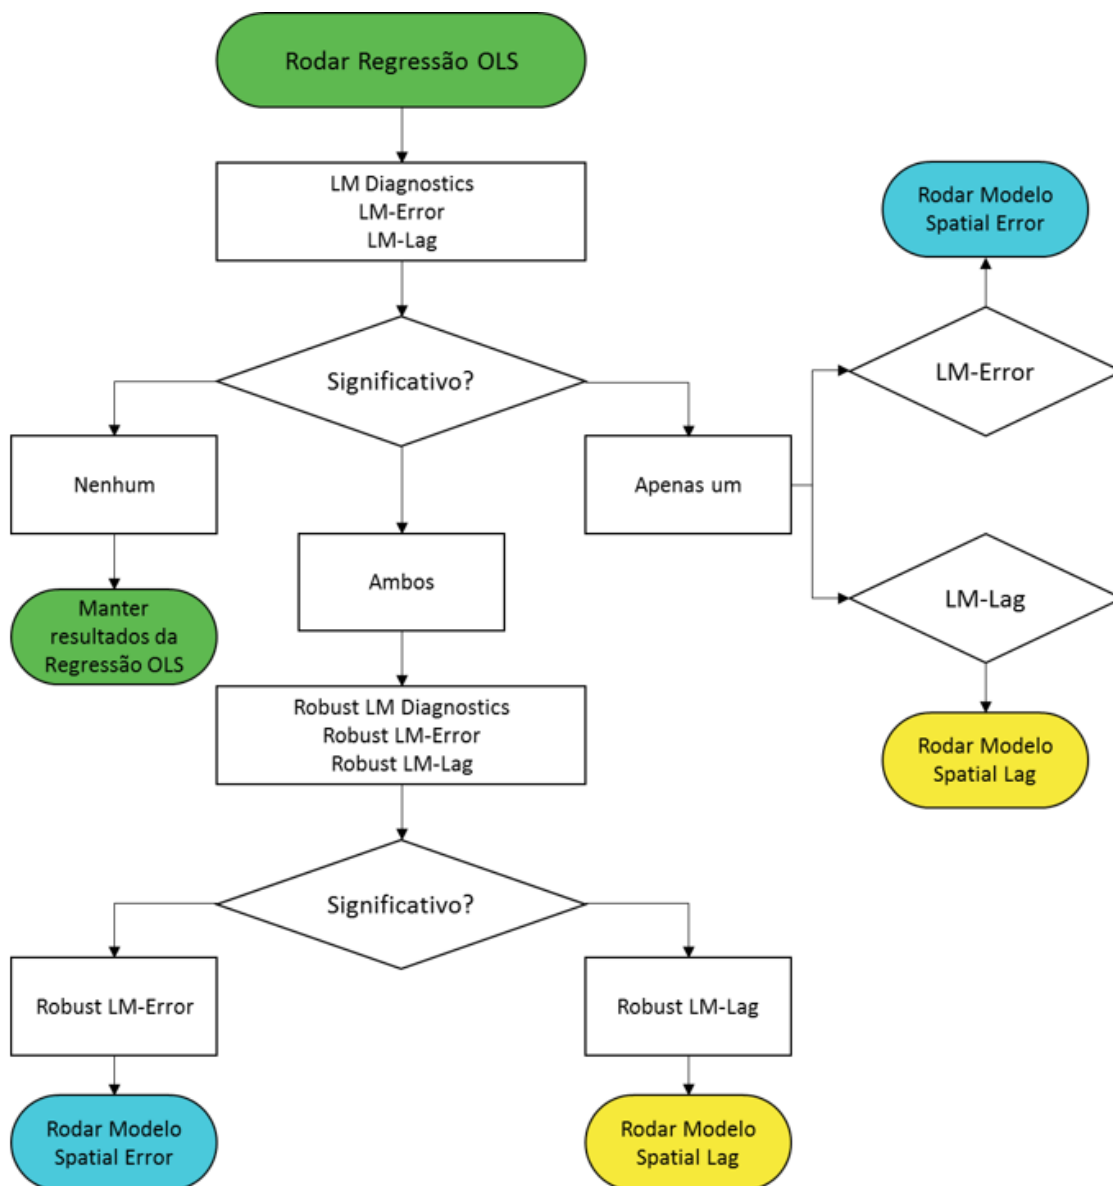 Rodar Regressão OLS
LM Diagnostics
LM-Error
LM-Lag
Significativo?
Nenhum
Manter
resultados da
Regressão OLS
Ambos
Apenas um
LM-Error
Rodar Modelo
Spatial Error
LM-Lag
Rodar Modelo
Spatial Lag
Robust LM Diagnostics
Robust LM-Error
Robust LM-Lag
Significativo?
Robust LM-Error
Rodar Modelo
Spatial Error
Robust LM-Lag
Rodar Modelo
Spatial Lag